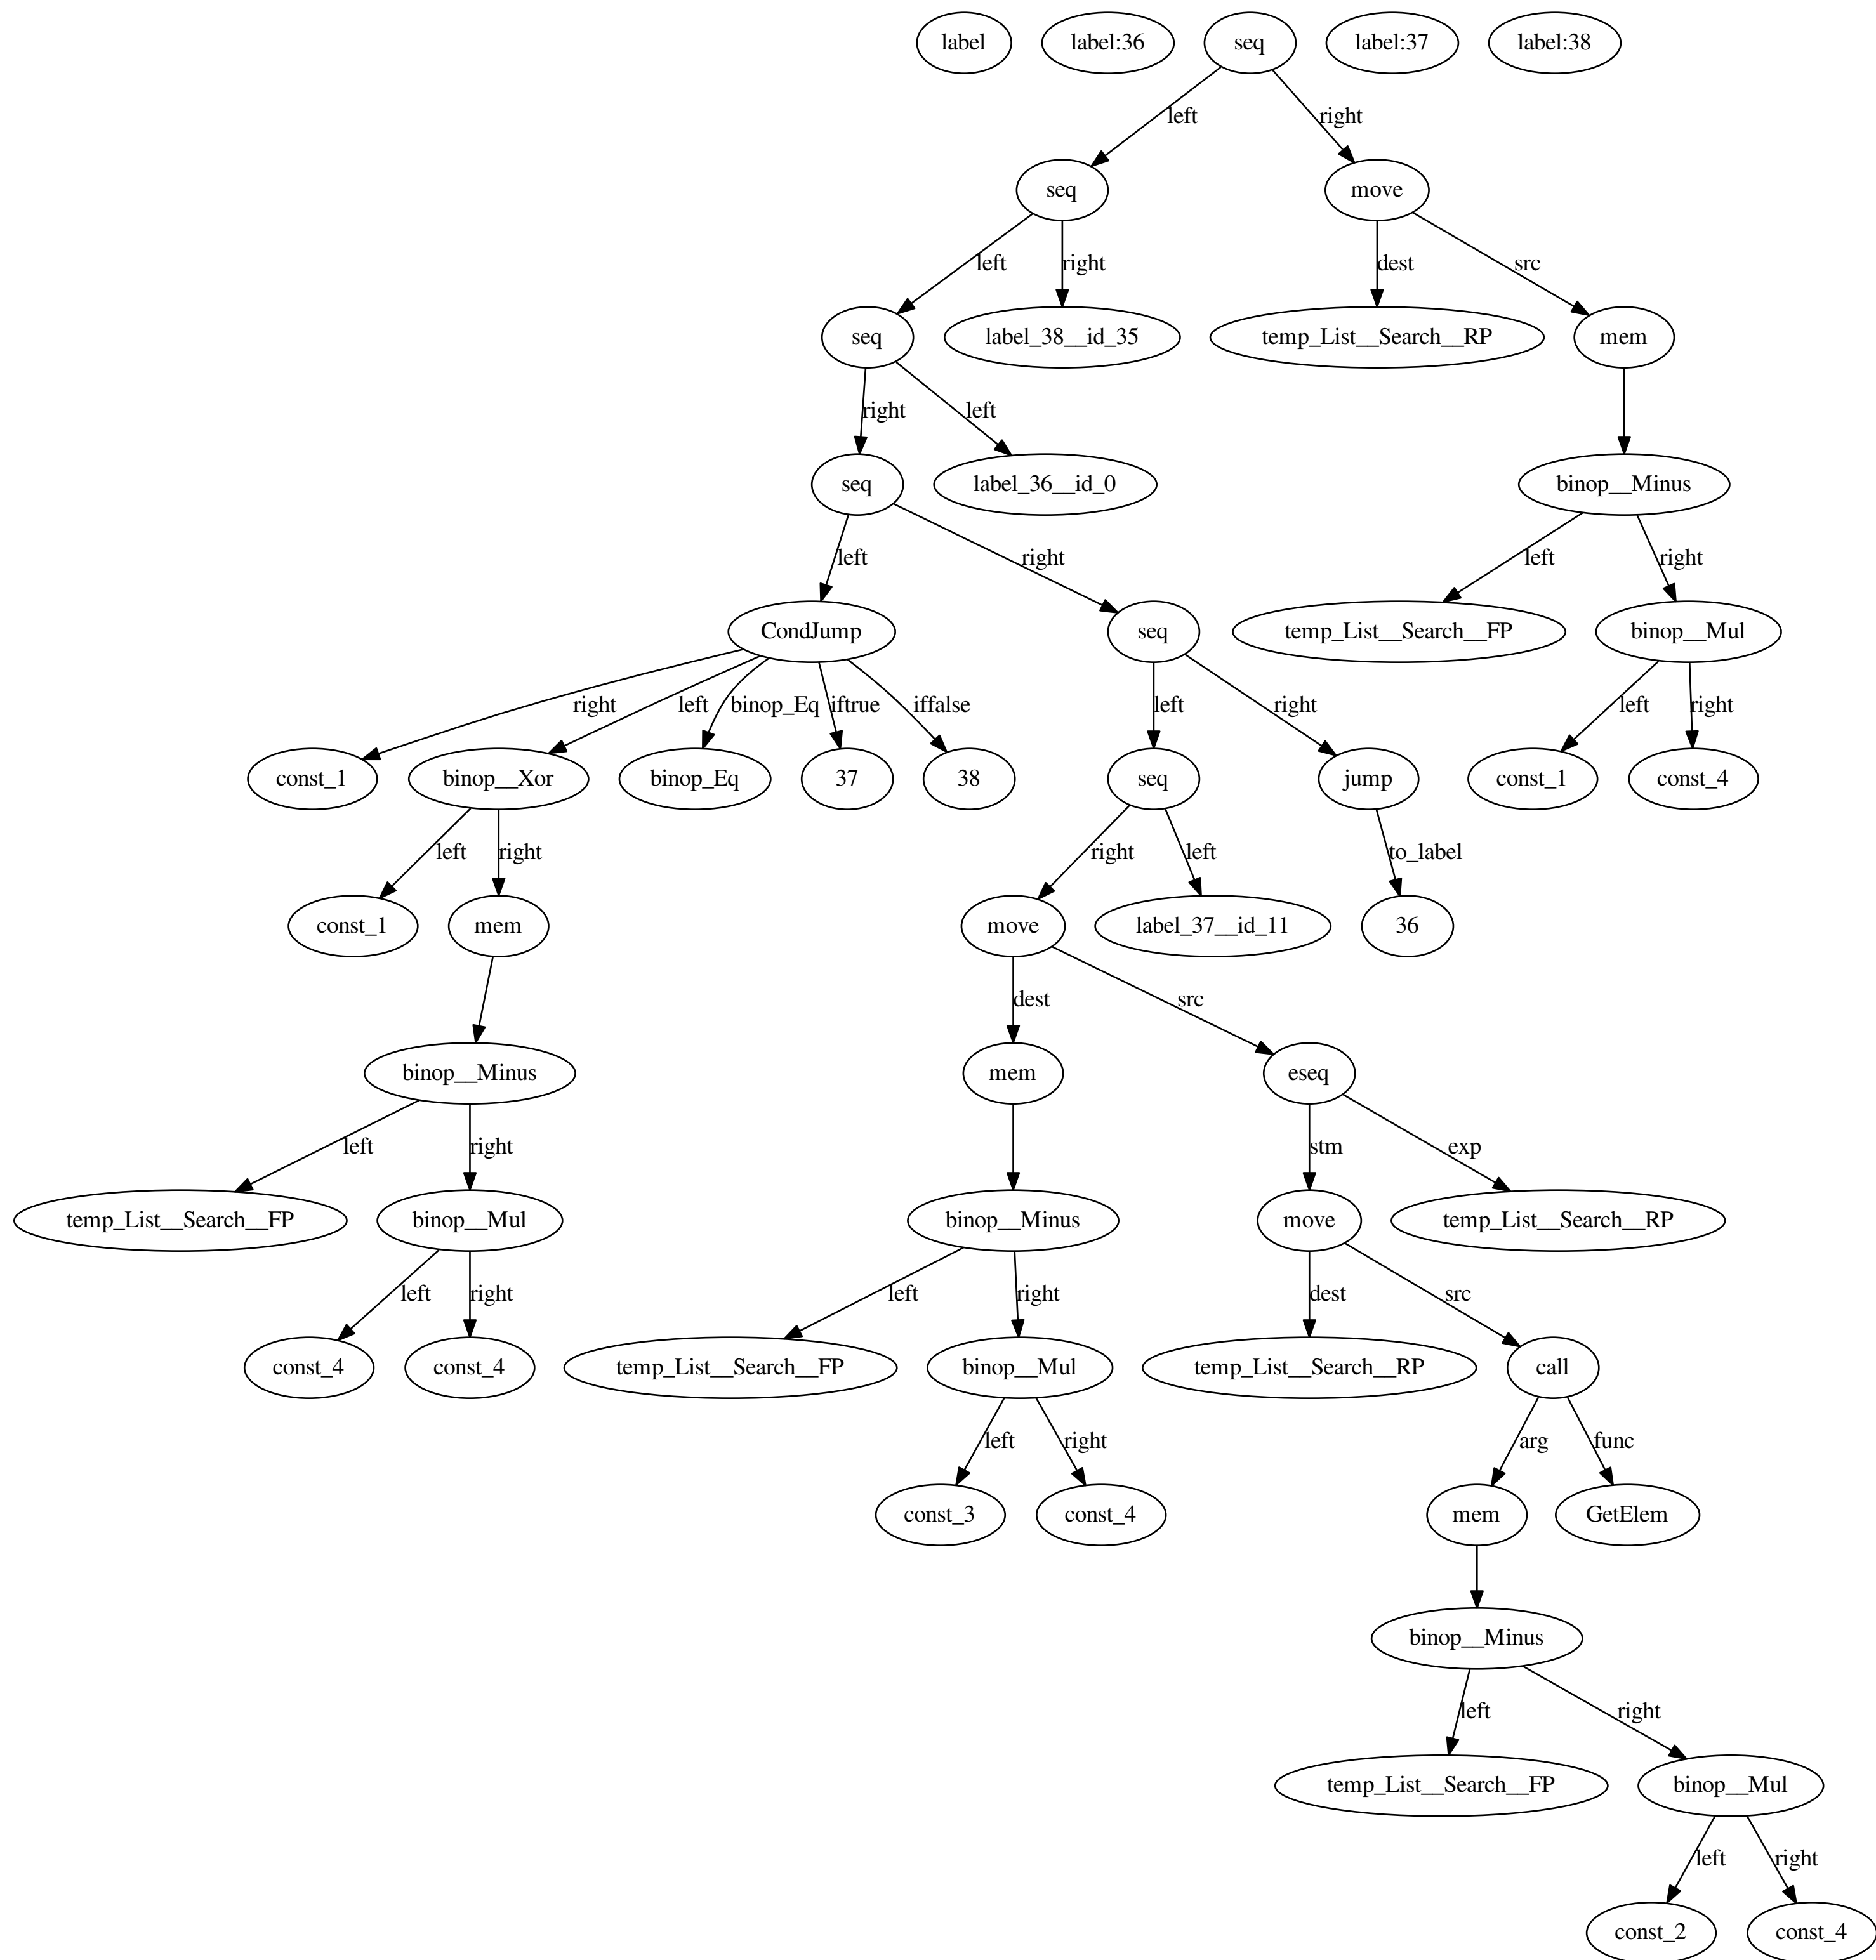 label label:36 seq label:37 label:38
left right
seq move
left right dest src
seq label_38__id_35 temp_List__Search__RP mem
right left
seq label_36__id_0 binop__Minus
left right left right
CondJump seq temp_List__Search__FP binop__Mul
right left binop_Eq iftrue iffalse left right left right
const_1 binop__Xor binop_Eq 37 38 seq jump const_1 const_4
left right right left to_label
const_1 mem move label_37__id_11 36
dest src
binop__Minus mem eseq
left right stm exp
temp_List__Search__FP binop__Mul binop__Minus move temp_List__Search__RP
left right left right dest src
const_4 const_4 temp_List__Search__FP binop__Mul temp_List__Search__RP call
left right arg func
const_3 const_4 mem GetElem
binop__Minus
left right
temp_List__Search__FP binop__Mul
left right
const_2 const_4